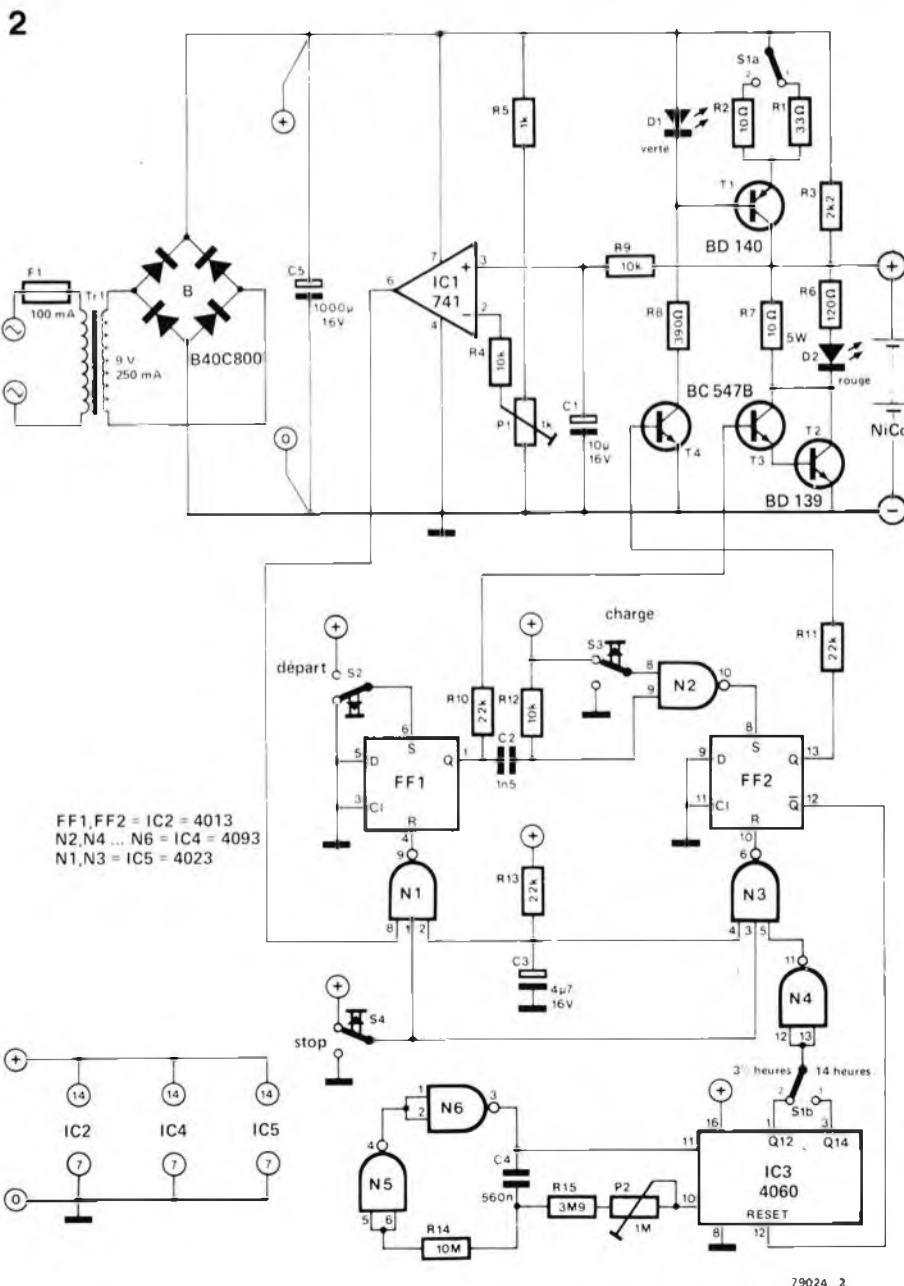 2
S1a
2
1
R5
1k
D1
verte
R2
10Ω
R1
33Ω
T1
BD 140
R3
2k2
+
F1
100 mA
Tr1
9 V
250 mA
B
B40C800
C5
1000µ
16V
0
6
7
IC1
741
4
+
3
−
2
R9
10k
R4
10k
P1
1k
C1
10µ
16V
R8
390Ω
R7
10Ω
5W
R6
120Ω
D2
rouge
+
NiCd
−
BC 547B
T4
T3
T2
BD 139
départ
+
S2
R10
22k
+
R12
10k
C2
1n5
charge
S3
8
9
N2
10
R11
22k
6
S
5
D
Q
1
FF1
3
Cl
R
4
8
S
9
D
Q
13
FF2
11
Cl
Q
12
R
10
FF1,FF2 = IC2 = 4013
N2,N4 ... N6 = IC4 = 4093
N1,N3 = IC5 = 4023
9
N1
8
1
2
+
R13
22k
C3
4µ7
16V
6
N3
4
3
5
+
S4
stop
11
N4
12
13
+
14
14
14
IC2
IC4
IC5
7
7
7
0
1
2
N6
3
4
N5
5
6
C4
560n
R14
10M
R15
3M9
P2
1M
3½ heures
14 heures
2
1
S1b
+
16
1
3
11
Q12
Q14
IC3
4060
10
RESET
8
12
79024 2